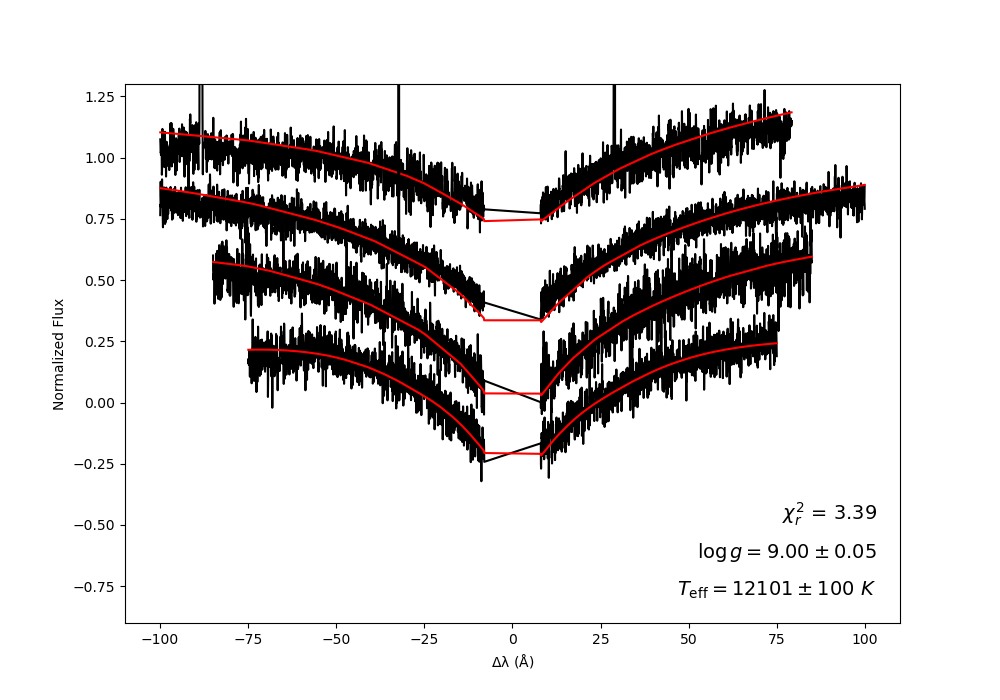 1.25
1.00
0.75
0.50
0.25
0.00
−0.25
−0.50
−0.75
Normalized Flux
χ²ᵣ = 3.39
log g = 9.00 ± 0.05
T_eff = 12101 ± 100 K
−100 −75 −50 −25 0 25 50 75 100
Δλ (Å)